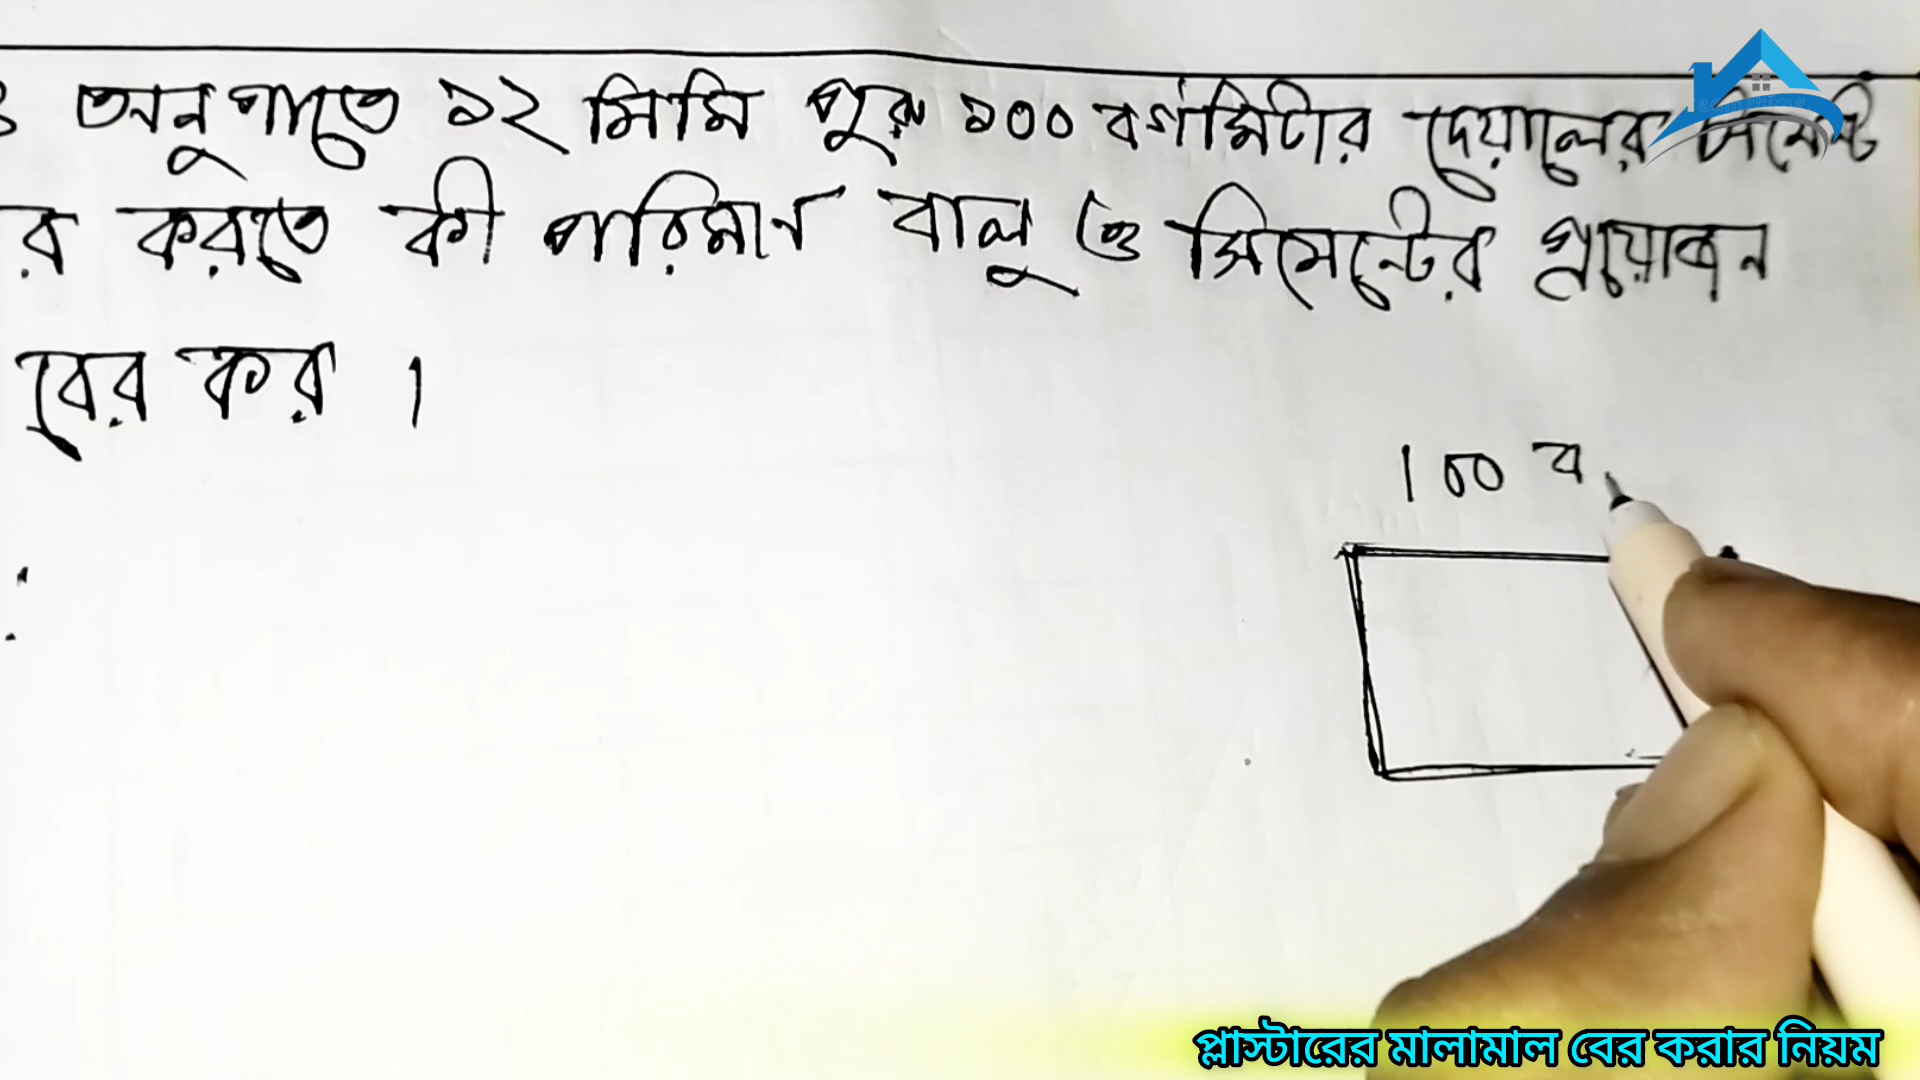 অনুপাতে ১২ মিমি পুরু ১০০ বর্গমিটার দেয়ালের সিমেন্ট
র করতে কী পরিমান বালু ও সিমেন্টের প্রয়োজন
বের কর ।
100 ব
প্লাস্টারের মালামাল বের করার নিয়ম